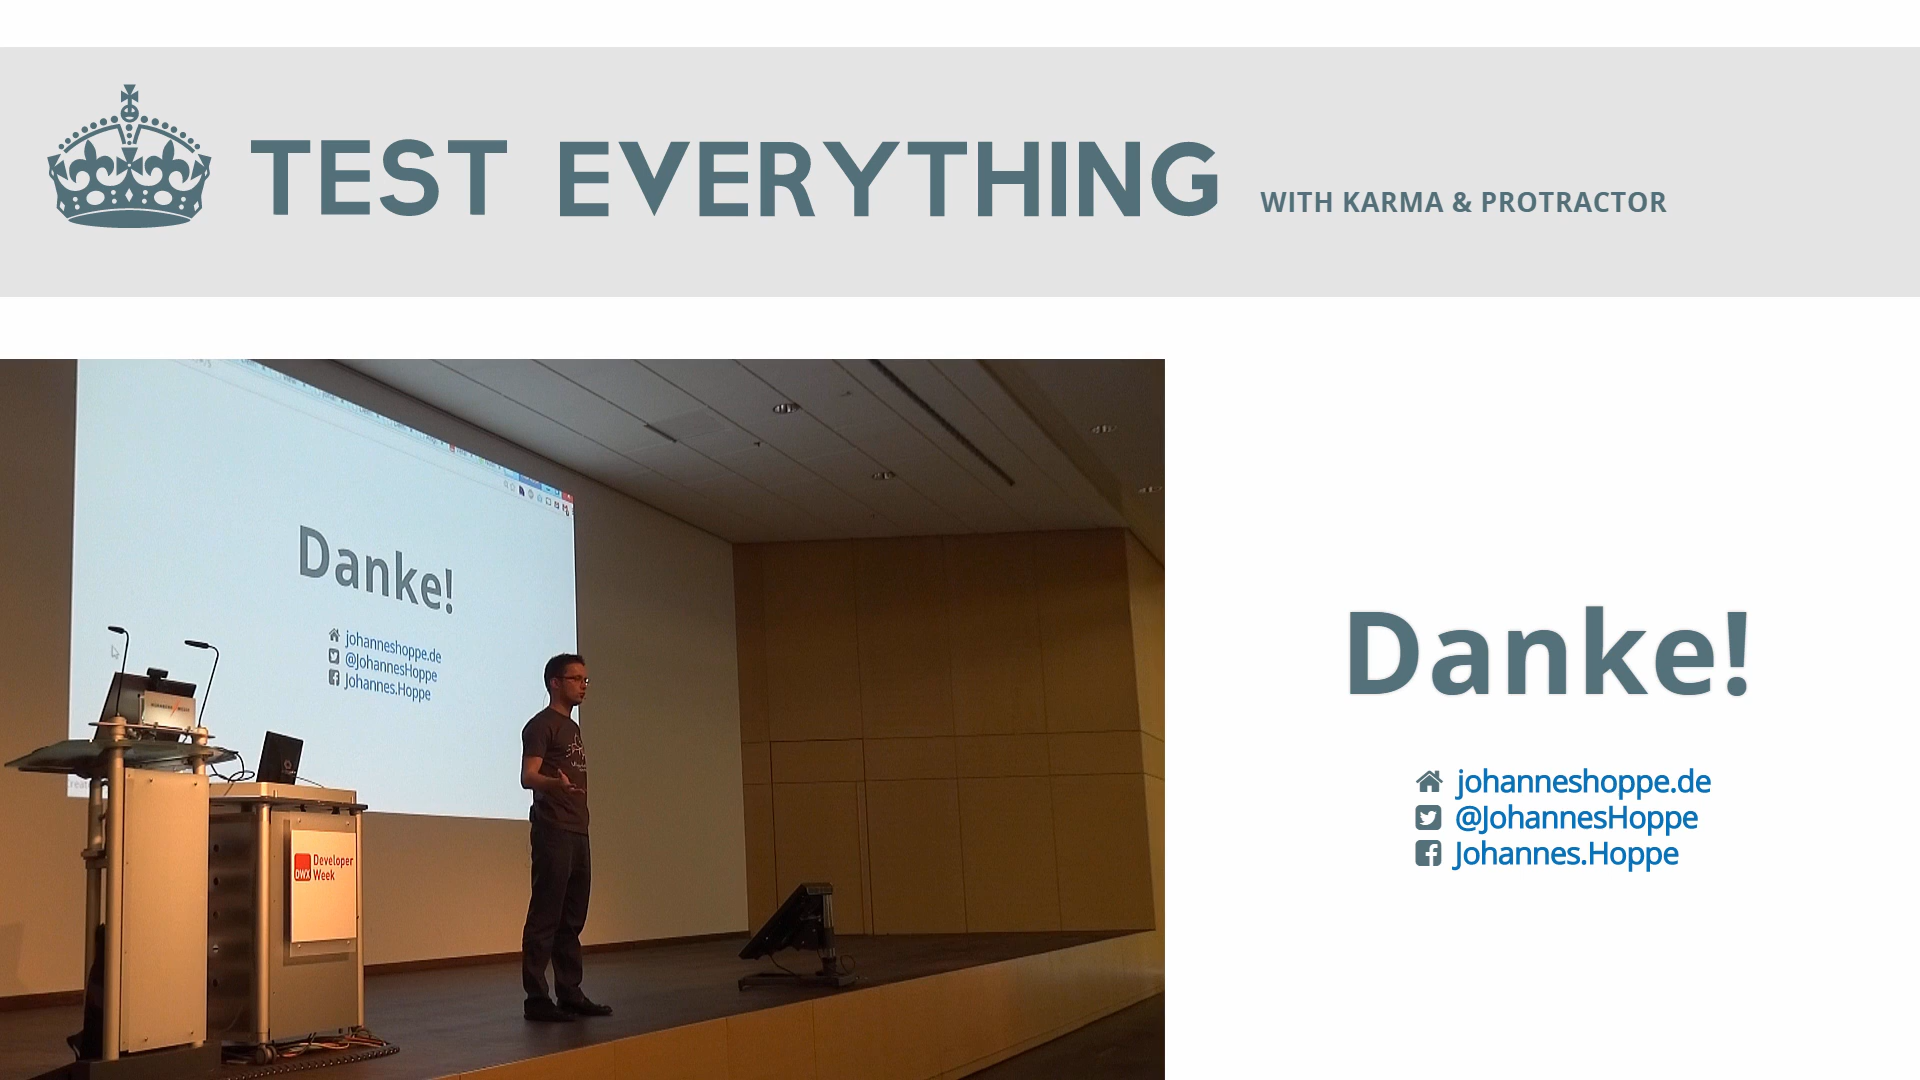 TEST EVERYTHING WITH KARMA & PROTRACTOR
Danke!
johanneshoppe.de
@JohannesHoppe
Johannes.Hoppe
Developer
Week
DWX
Danke!
johanneshoppe.de
@JohannesHoppe
Johannes.Hoppe